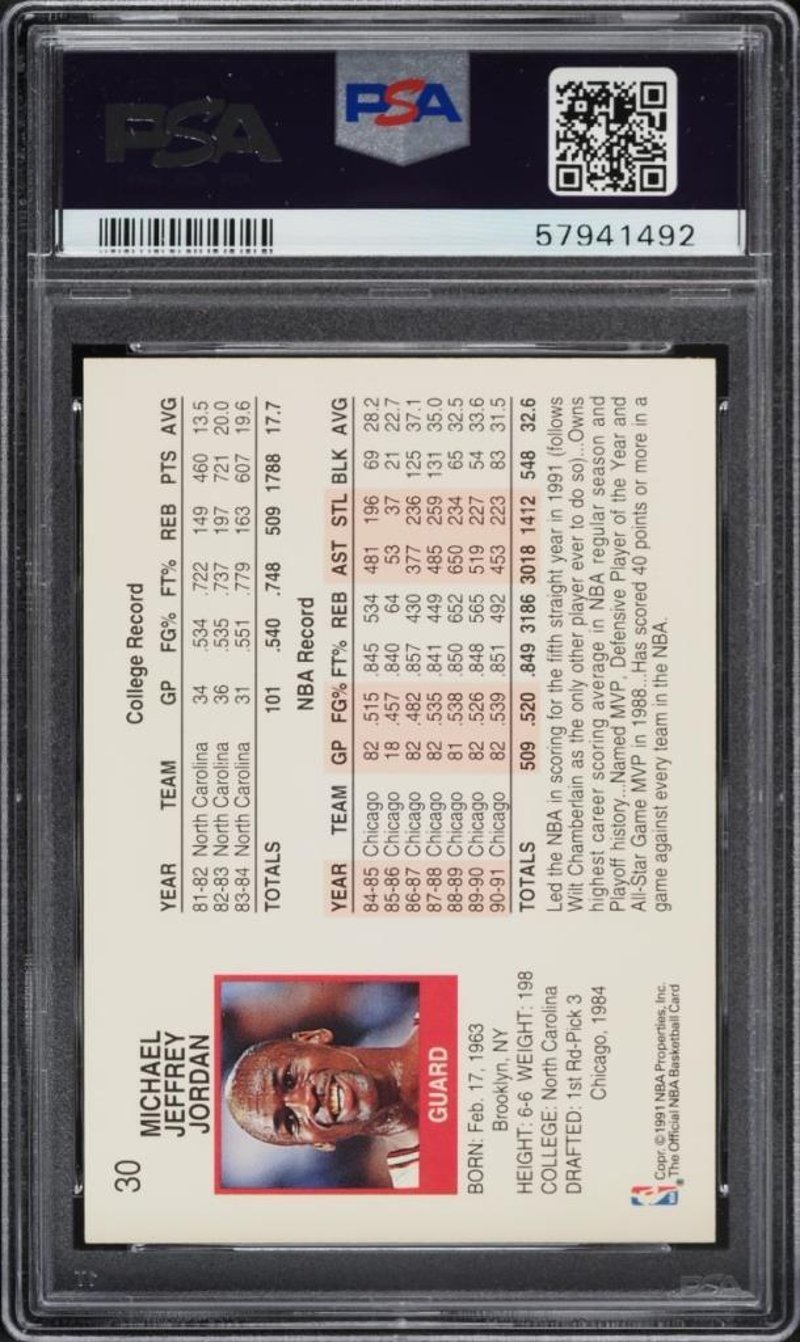 PSA
PSA
57941492
30
MICHAEL
JEFFREY
JORDAN
GUARD
BORN: Feb. 17, 1963
Brooklyn, NY
HEIGHT: 6-6 WEIGHT: 198
COLLEGE: North Carolina
DRAFTED: 1st Rd-Pick 3
Chicago, 1984
NBA
Copr. © 1991 NBA Properties, Inc.
The Official NBA Basketball Card
College Record
YEAR TEAM GP FG% FT% REB PTS AVG
81-82 North Carolina 34 .534 .722 149 460 13.5
82-83 North Carolina 36 .535 .737 197 721 20.0
83-84 North Carolina 31 .551 .779 163 607 19.6
TOTALS 101 .540 .748 509 1788 17.7
NBA Record
YEAR TEAM GP FG% FT% REB AST STL BLK AVG
84-85 Chicago 82 .515 .845 534 481 196 69 28.2
85-86 Chicago 18 .457 .840 64 53 37 21 22.7
86-87 Chicago 82 .482 .857 430 377 236 125 37.1
87-88 Chicago 82 .535 .841 449 485 259 131 35.0
88-89 Chicago 81 .538 .850 652 650 234 65 32.5
89-90 Chicago 82 .526 .848 565 519 227 54 33.6
90-91 Chicago 82 .539 .851 492 453 223 83 31.5
TOTALS 509 .520 .849 3186 3018 1412 548 32.6
Led the NBA in scoring for the fifth straight year in 1991 (follows
Wilt Chamberlain as the only other player ever to do so)...Owns
highest career scoring average in NBA regular season and
Playoff history...Named MVP, Defensive Player of the Year and
All-Star Game MVP in 1988...Has scored 40 points or more in a
game against every team in the NBA.
PSA